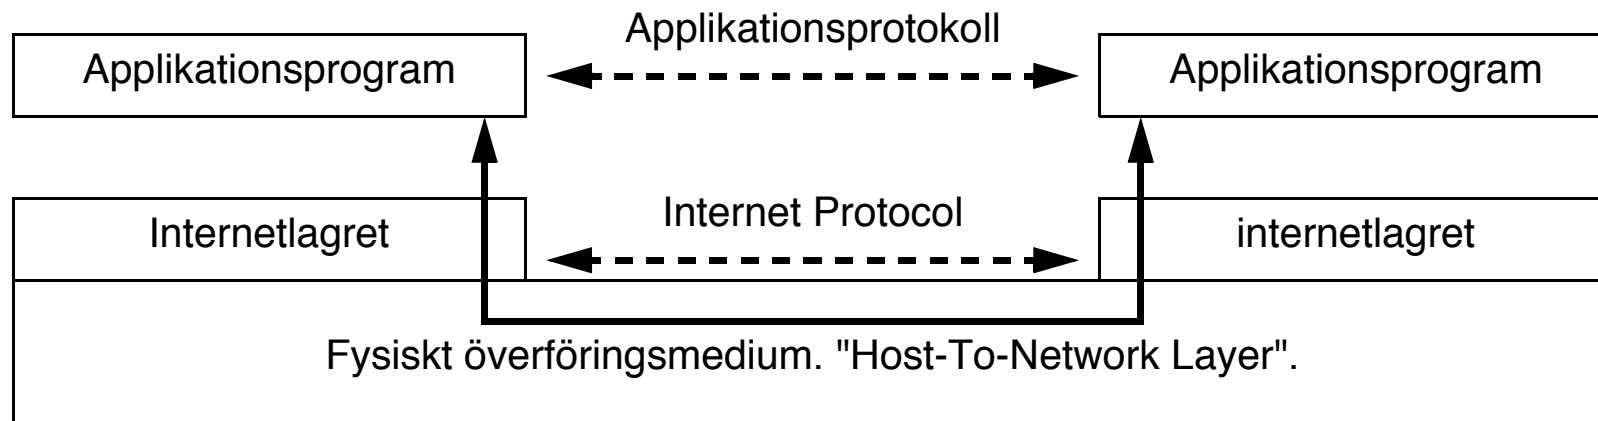 Applikationsprotokoll
Applikationsprogram
Applikationsprogram
Internet Protocol
Internetlagret
internetlagret
Fysiskt överföringsmedium. "Host-To-Network Layer".